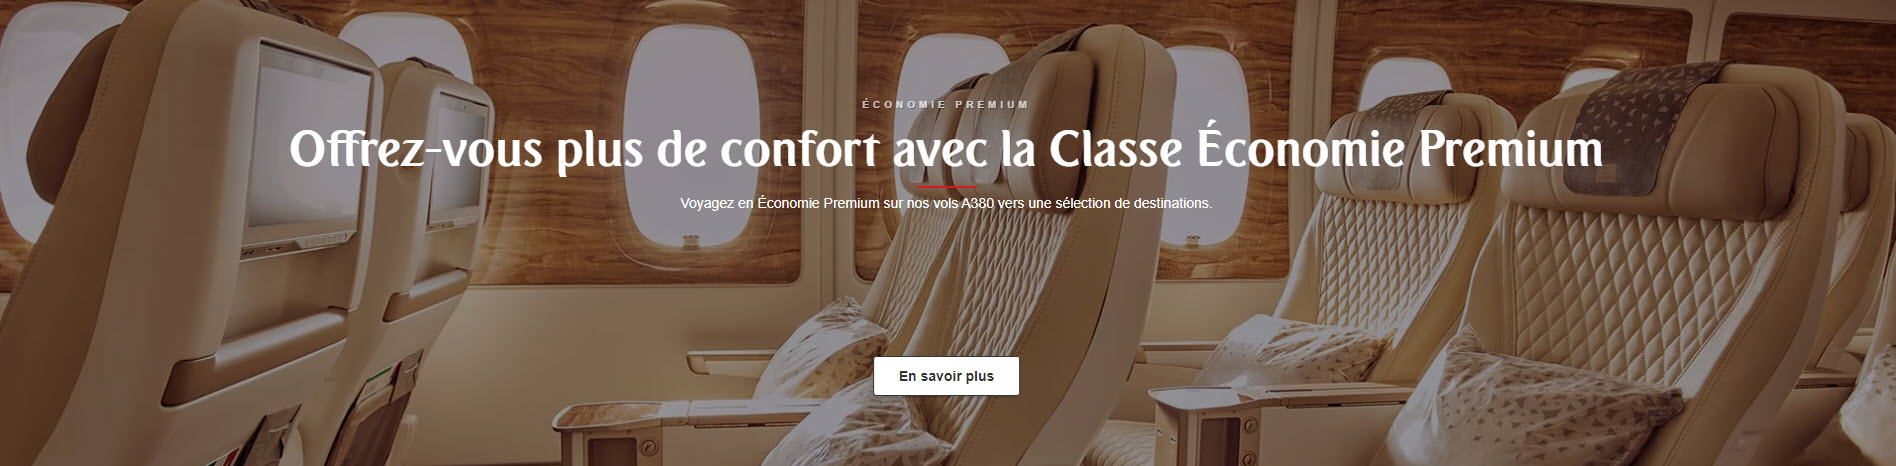 ÉCONOMIE PREMIUM
Offrez-vous plus de confort avec la Classe Économie Premium
Voyagez en Économie Premium sur nos vols A380 vers une sélection de destinations.
En savoir plus